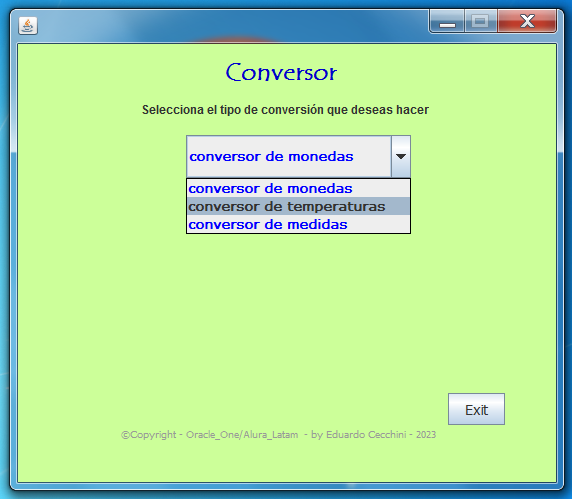 Conversor
Selecciona el tipo de conversión que deseas hacer
conversor de monedas
conversor de monedas
conversor de temperaturas
conversor de medidas
Exit
©Copyright - Oracle_One/Alura_Latam - by Eduardo Cecchini - 2023